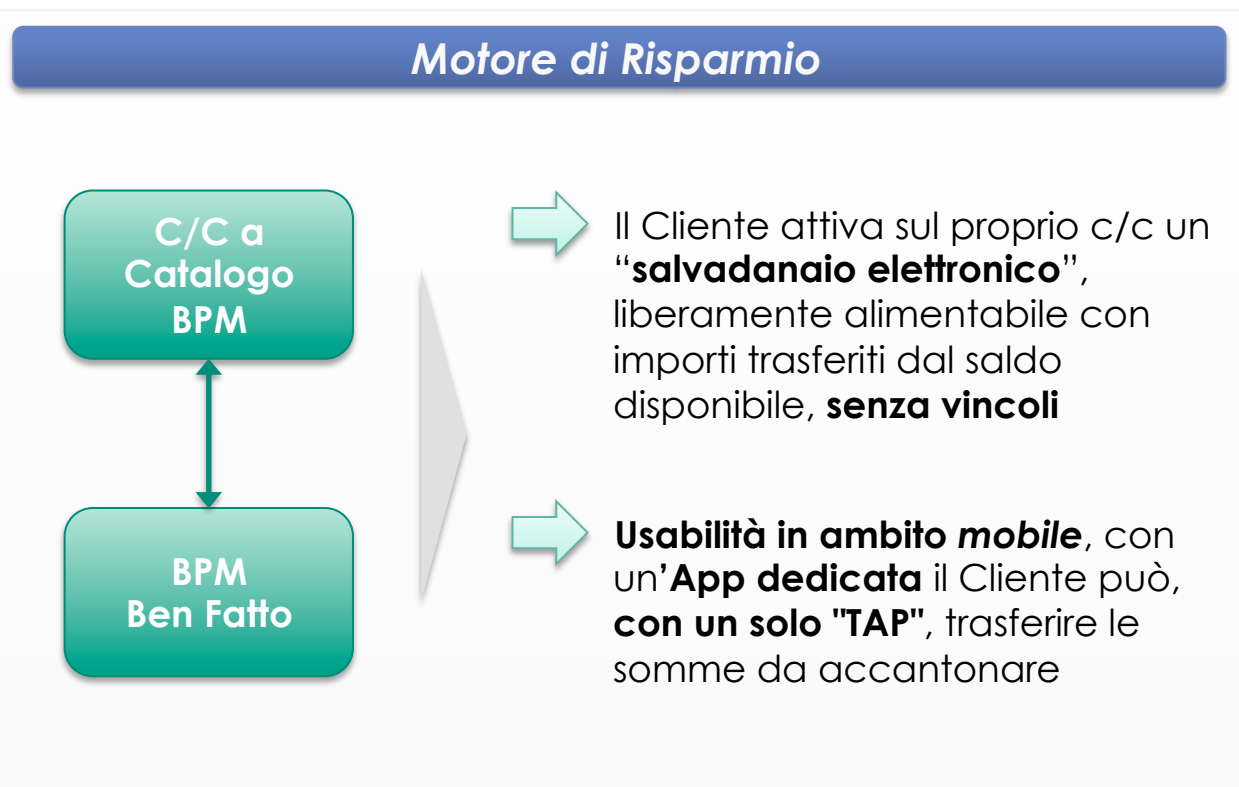 Motore di Risparmio
C/C a
Catalogo
BPM
BPM
Ben Fatto
Il Cliente attiva sul proprio c/c un
“salvadanaio elettronico”,
liberamente alimentabile con
importi trasferiti dal saldo
disponibile, senza vincoli
Usabilità in ambito mobile, con
un’App dedicata il Cliente può,
con un solo "TAP", trasferire le
somme da accantonare